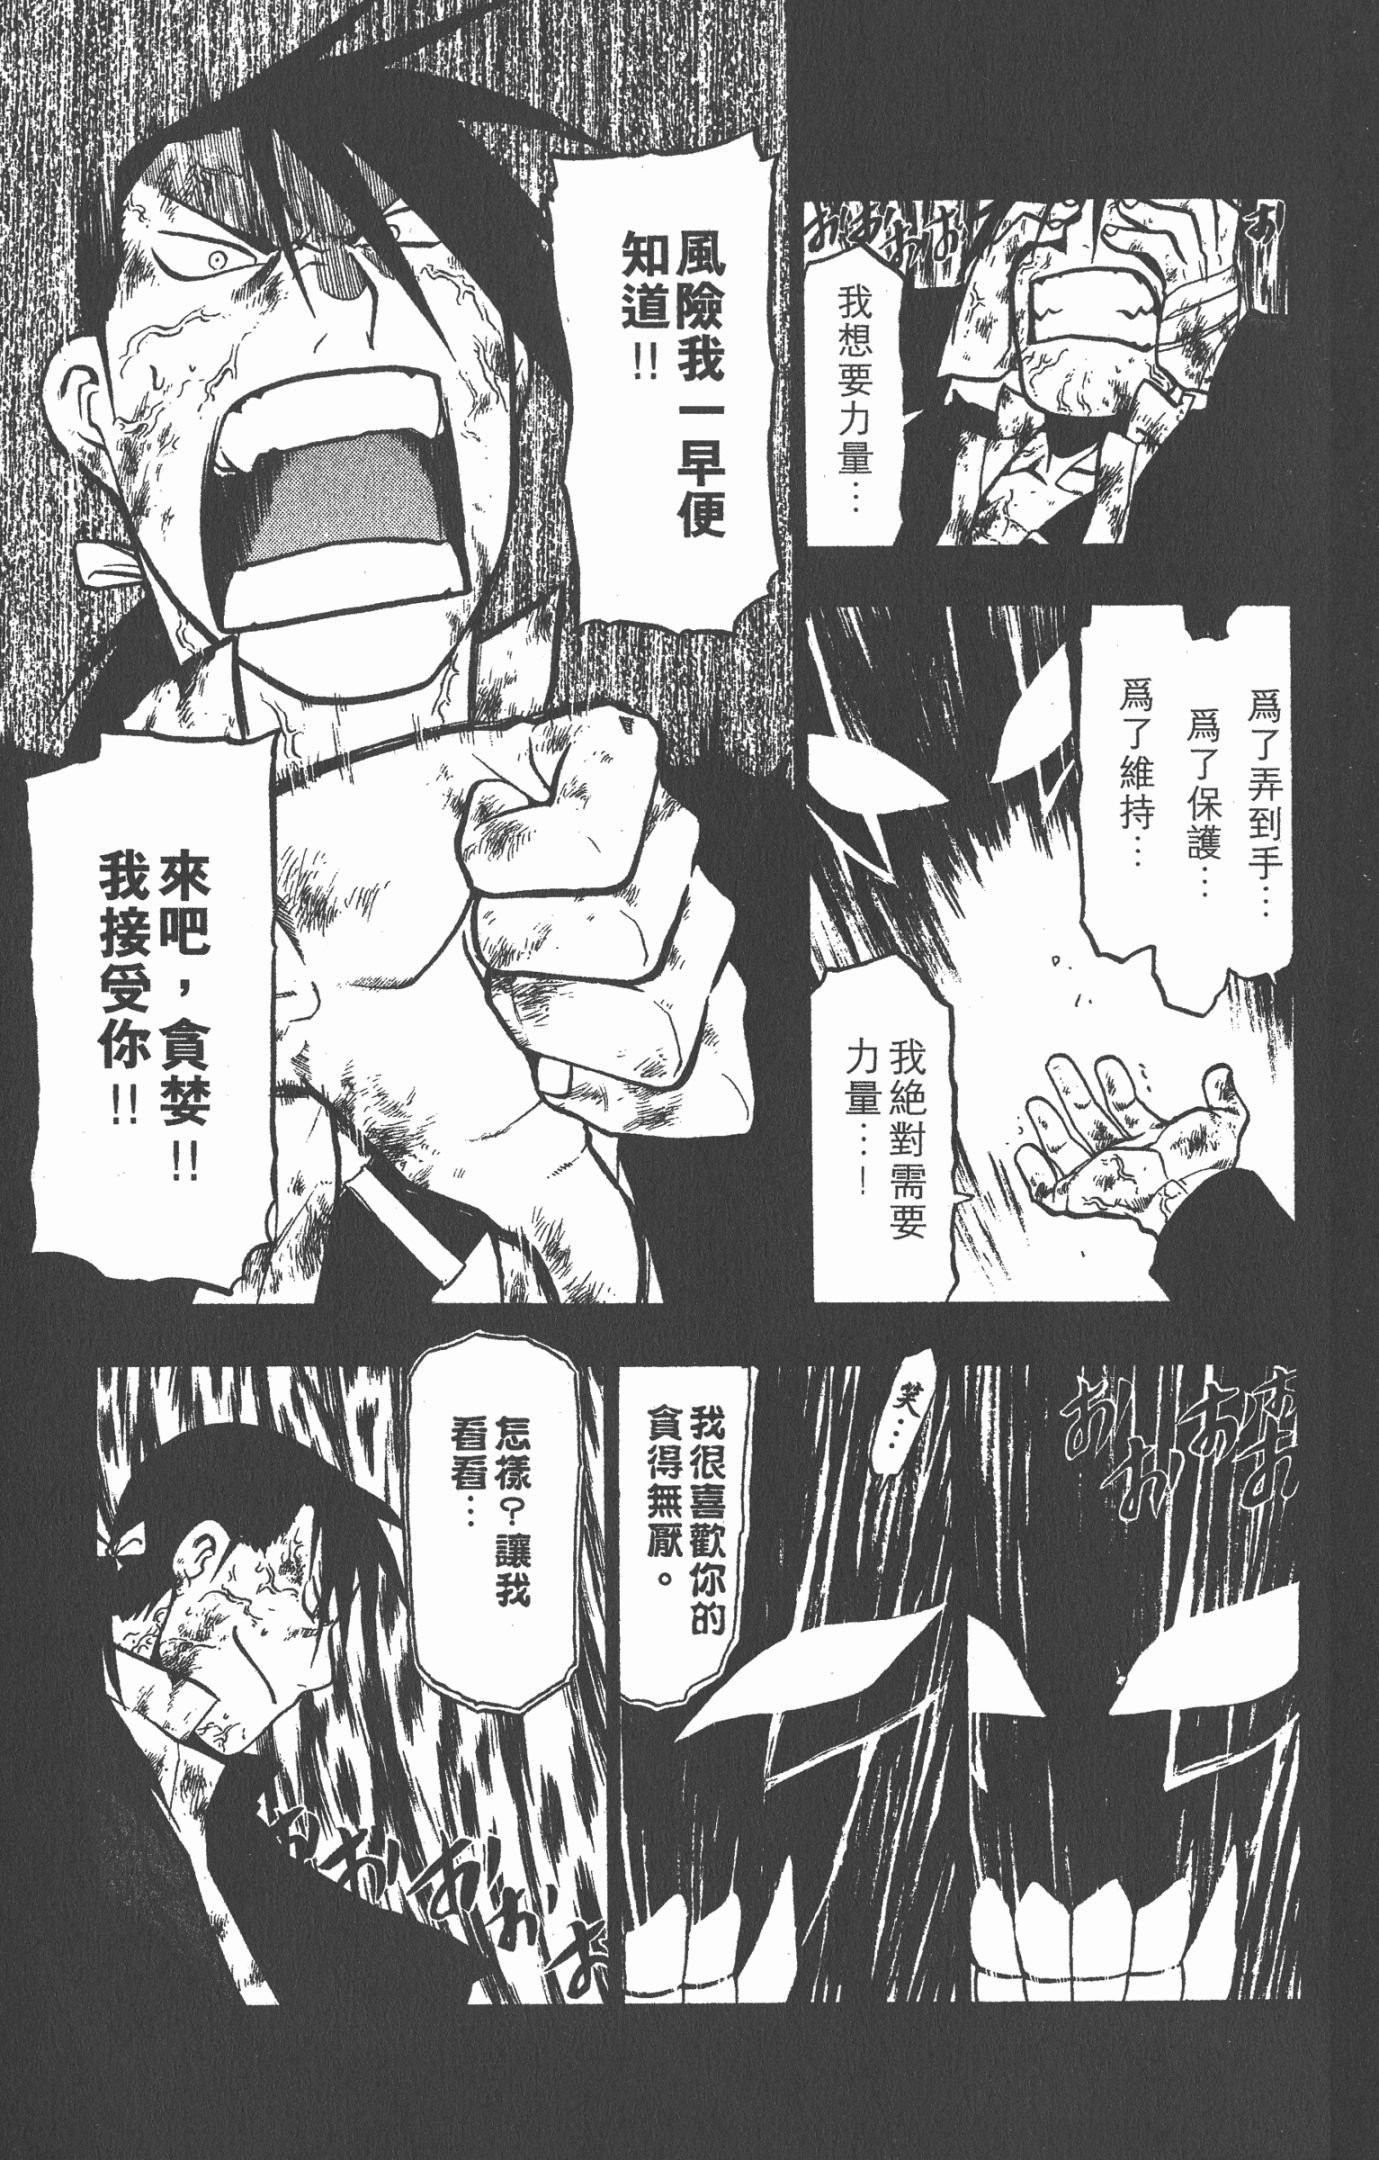 我想要力量…
為了弄到手…
為了保護…
為了維持…
我絕對需要
力量…！
風險我一早便
知道!!
來吧，貪婪!!
我接受你!!
笑…
我很喜歡你的
貪得無厭。
怎樣？讓我
看看…